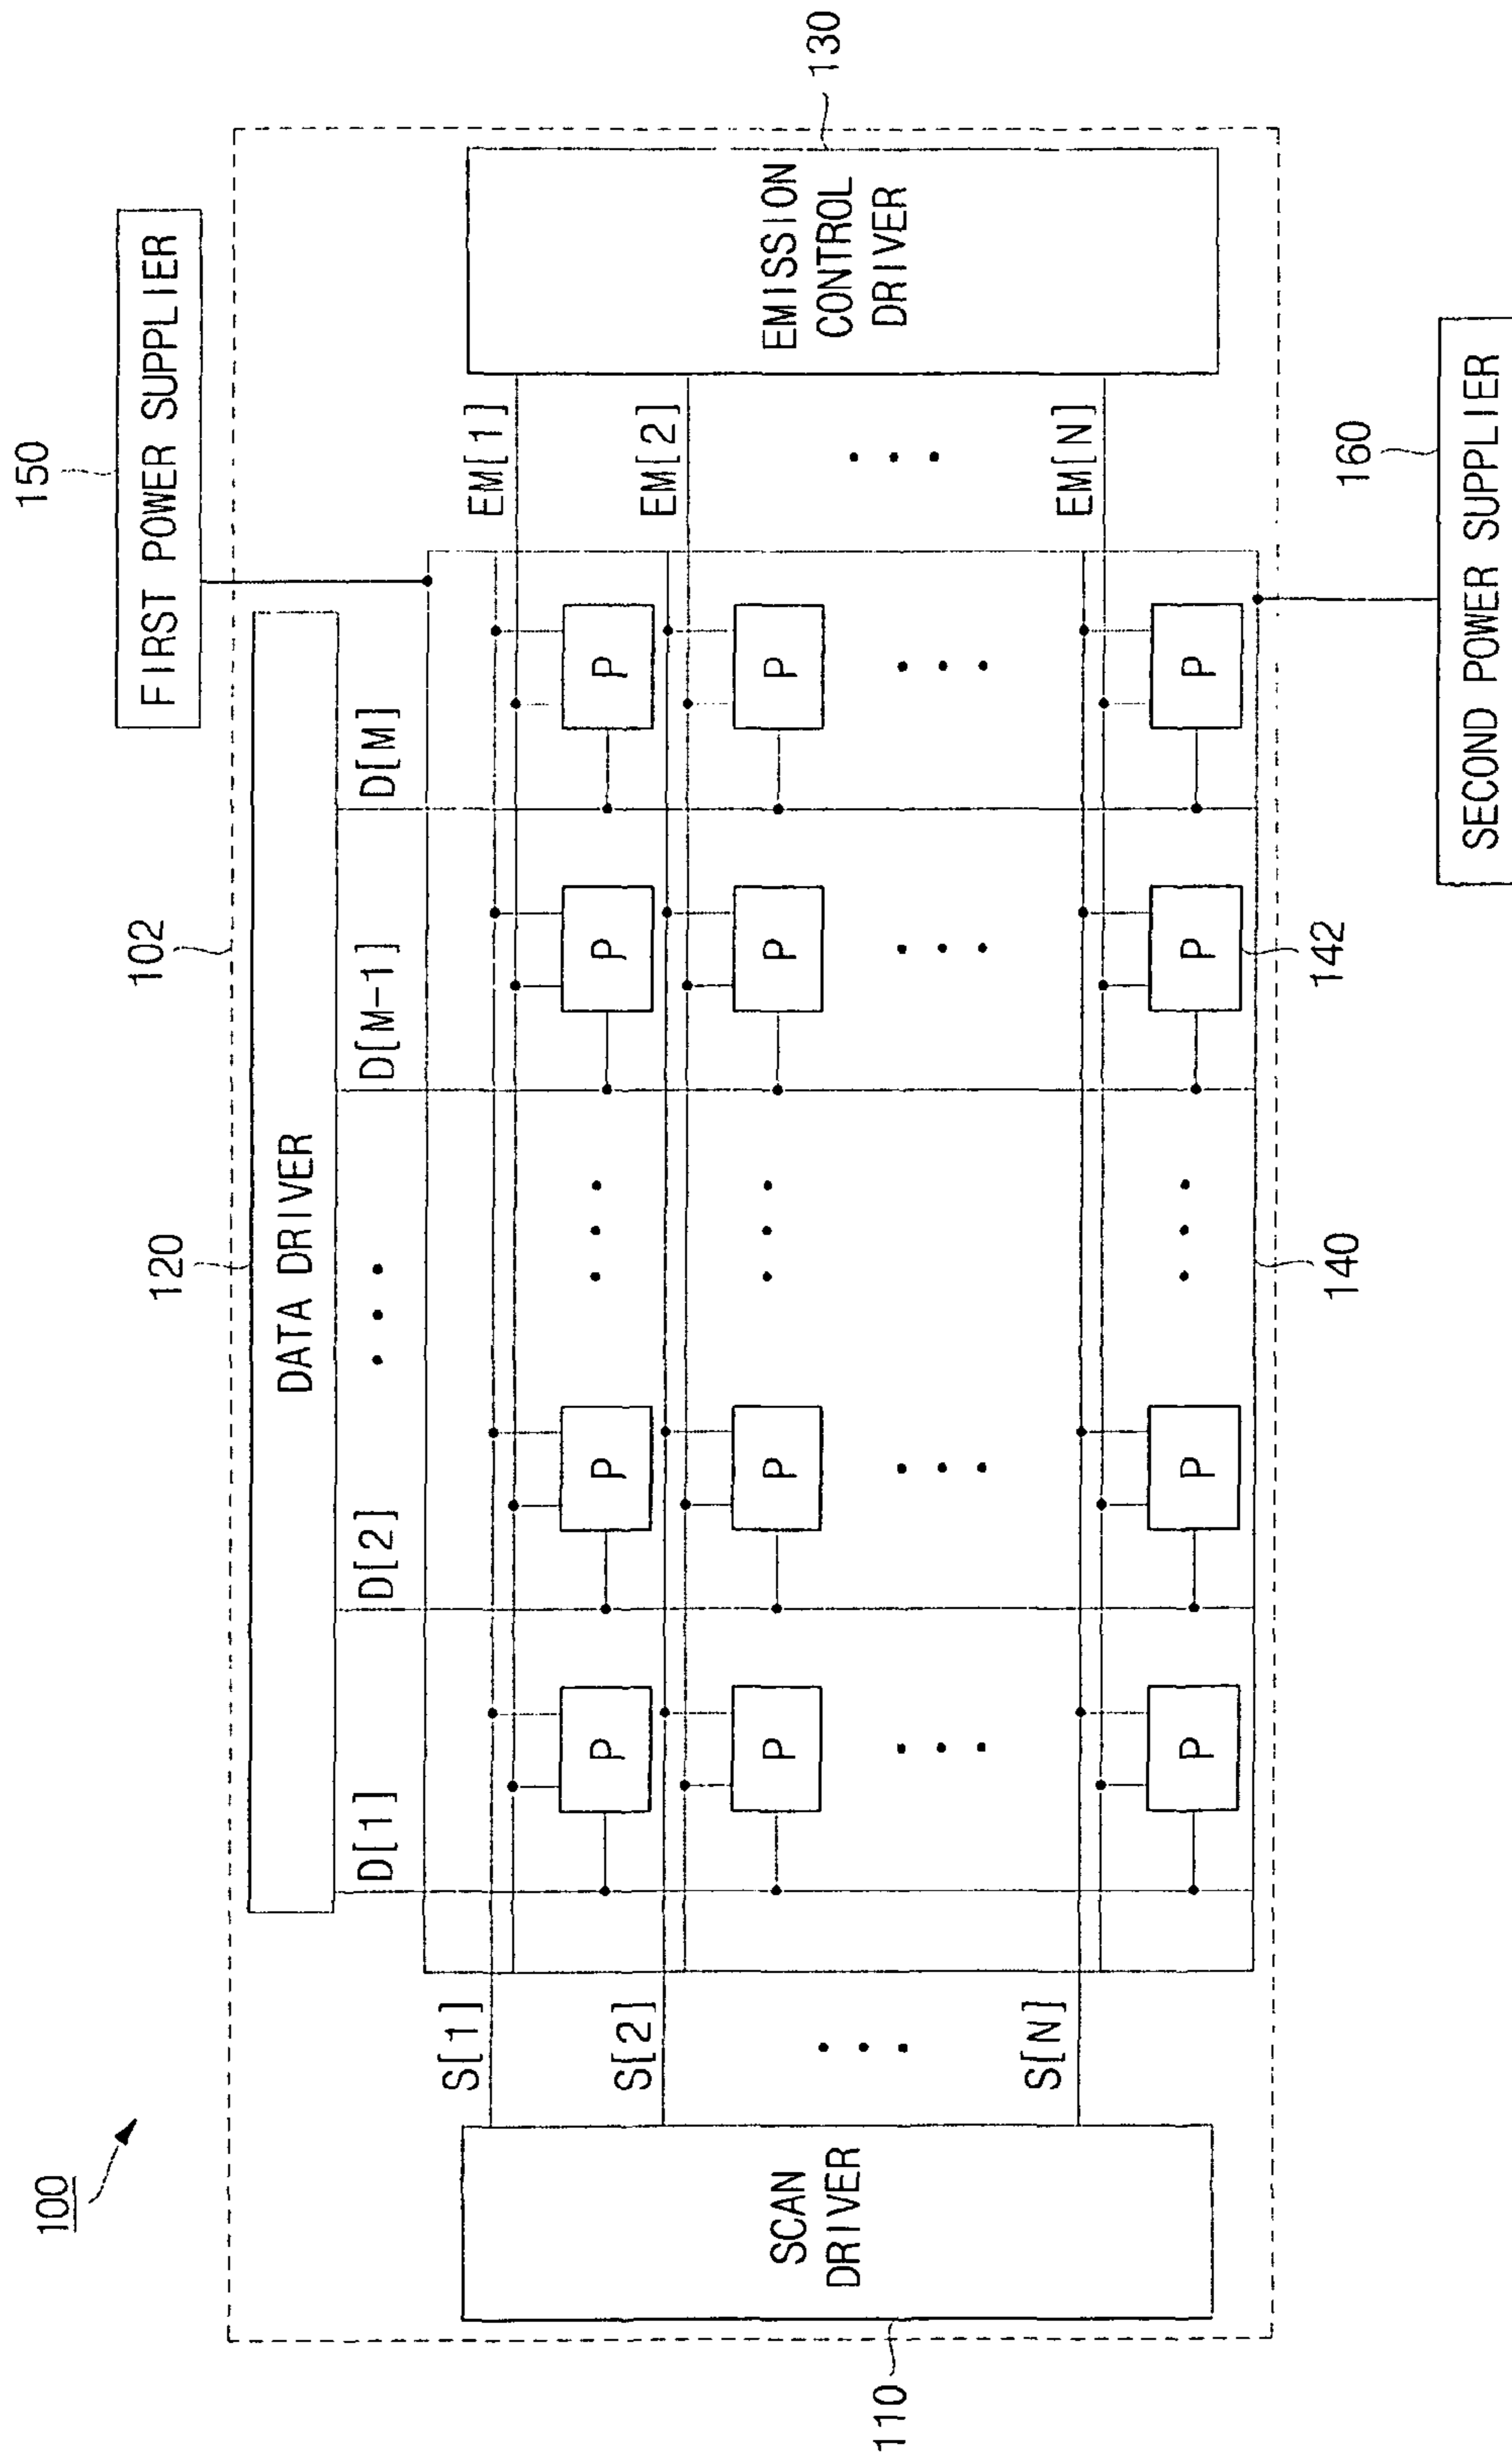 100
150
FIRST POWER SUPPLIER
102
120
DATA DRIVER
D[1]
D[2]
• • •
D[M-1]
D[M]
110
SCAN
DRIVER
S[1]
S[2]
S[N]
EM[1]
EM[2]
EM[N]
130
EMISSION
CONTROL
DRIVER
P
P
P
P
P
P
P
P
P
P
P
P
140
142
160
SECOND POWER SUPPLIER